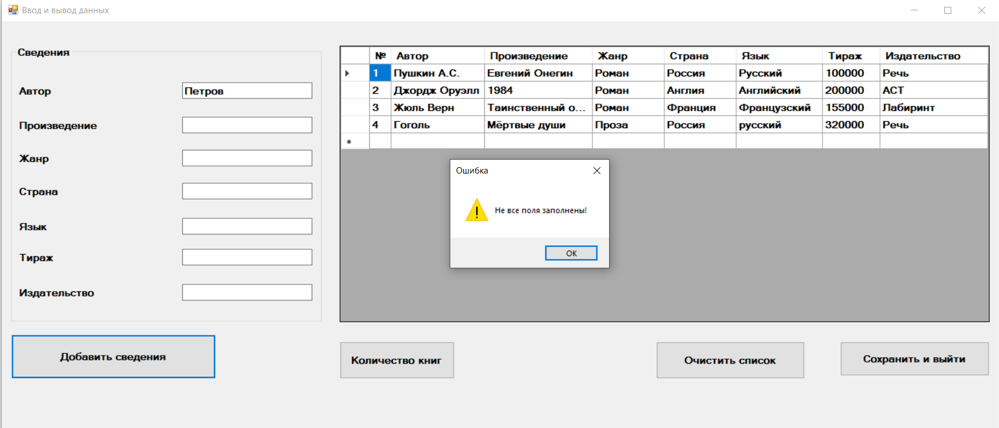 Ввод и вывод данных
Сведения
Автор Петров
Произведение
Жанр
Страна
Язык
Тираж
Издательство
Добавить сведения
№ Автор Произведение Жанр Страна Язык Тираж Издательство
1 Пушкин А.С. Евгений Онегин Роман Россия Русский 100000 Речь
2 Джордж Оруэлл 1984 Роман Англия Английский 200000 АСТ
3 Жюль Верн Таинственный о... Роман Франция Французский 155000 Лабиринт
4 Гоголь Мёртвые души Проза Россия русский 320000 Речь
Ошибка
Не все поля заполнены!
ОК
Количество книг
Очистить список
Сохранить и выйти